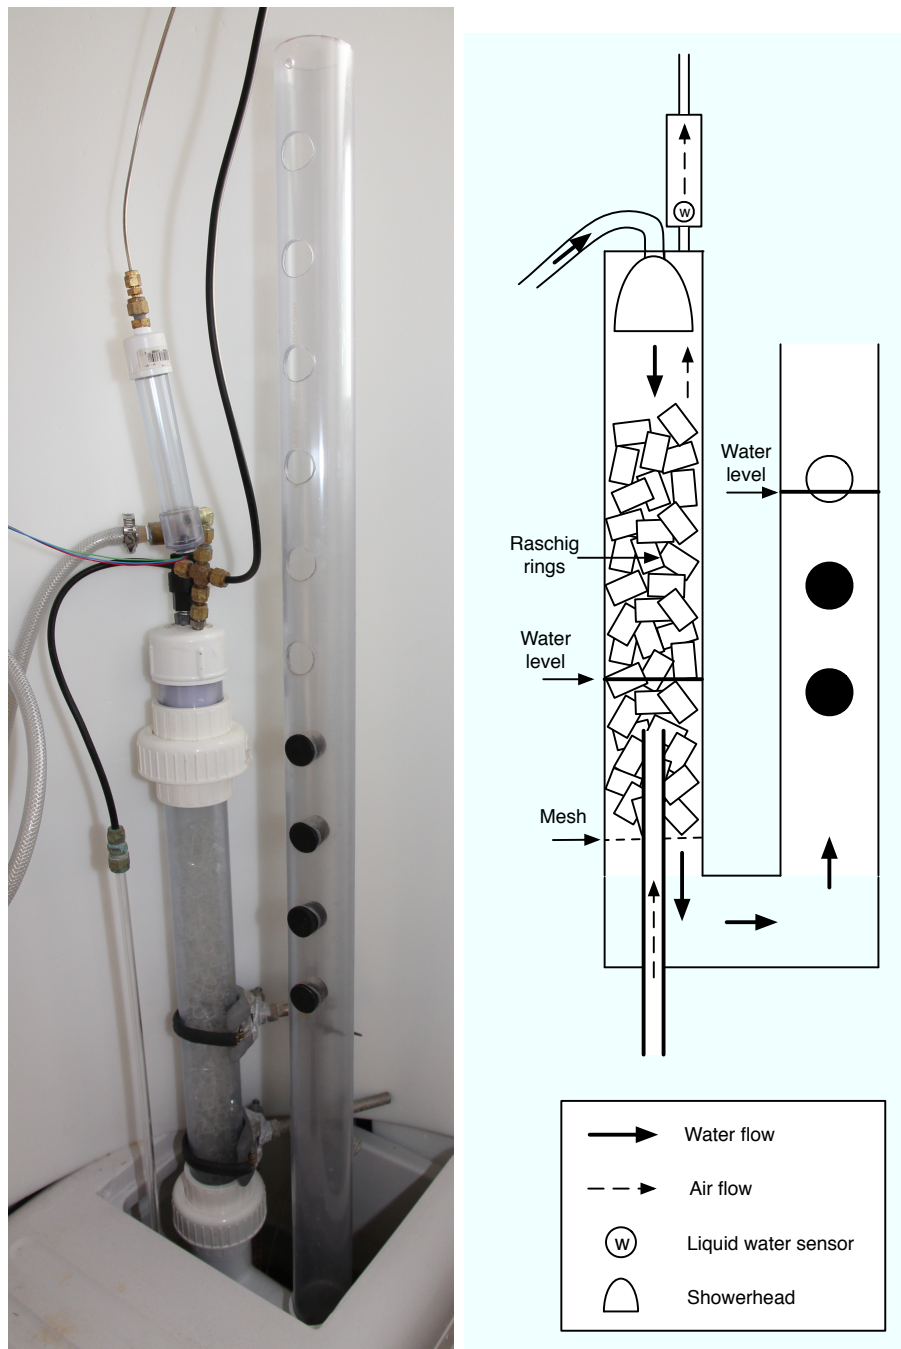 W
Water
level
Raschig
rings
Water
level
Mesh
Water flow
Air flow
W
Liquid water sensor
Showerhead